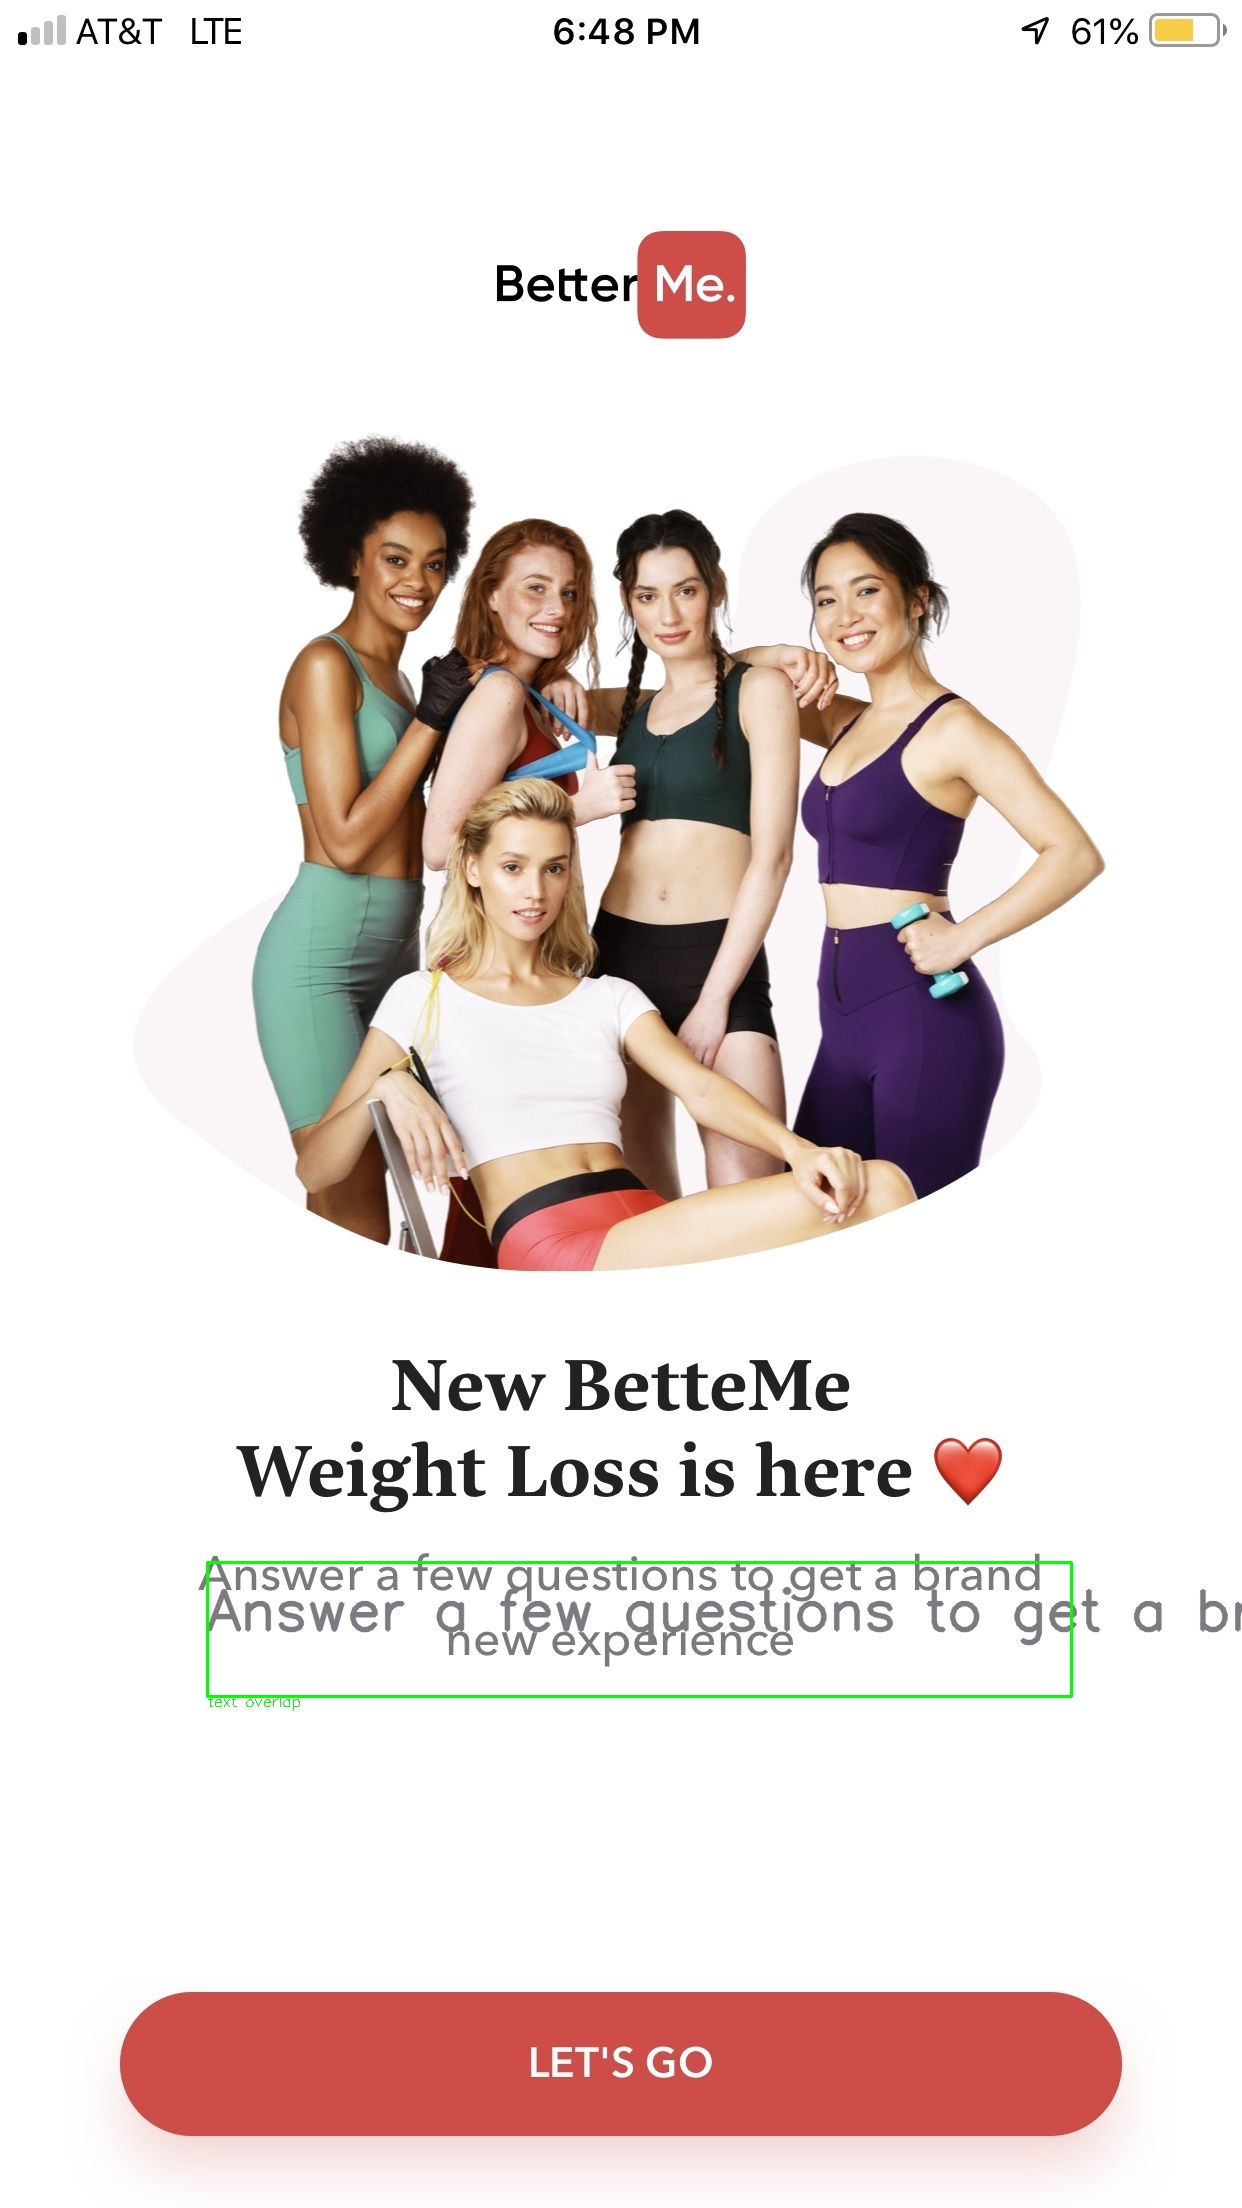 AT&T LTE 6:48 PM 61%
Better Me.
New BetteMe
Weight Loss is here ❤️
Answer a few questions to get a brand
Answer a few questions to get a br
new experience
text overlap
LET'S GO